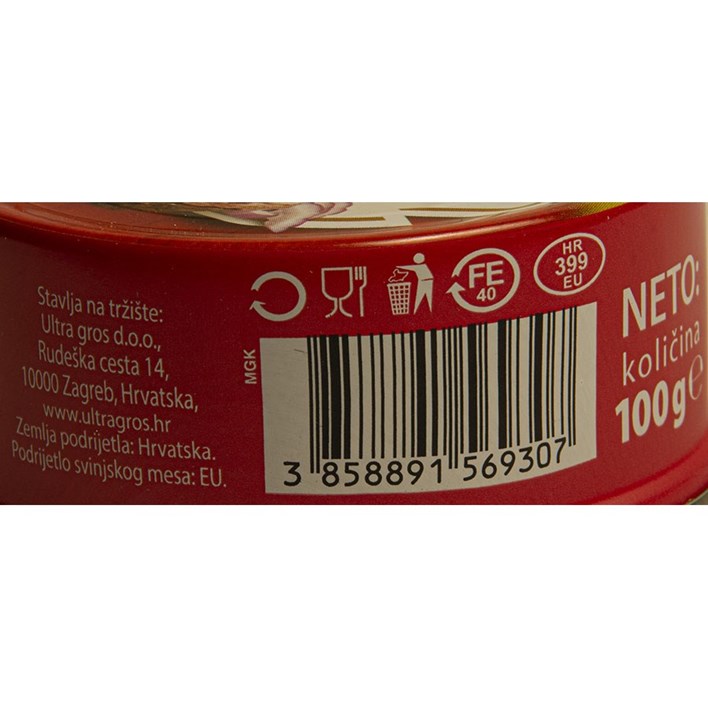 Stavlja na tržište:
Ultra gros d.o.o.,
Rudeška cesta 14,
10000 Zagreb, Hrvatska,
www.ultragros.hr
Zemlja podrijetla: Hrvatska.
Podrijetlo svinjskog mesa: EU.
MGK
FE
40
HR
399
EU
3 858891 569307
NETO:
količina
100g e